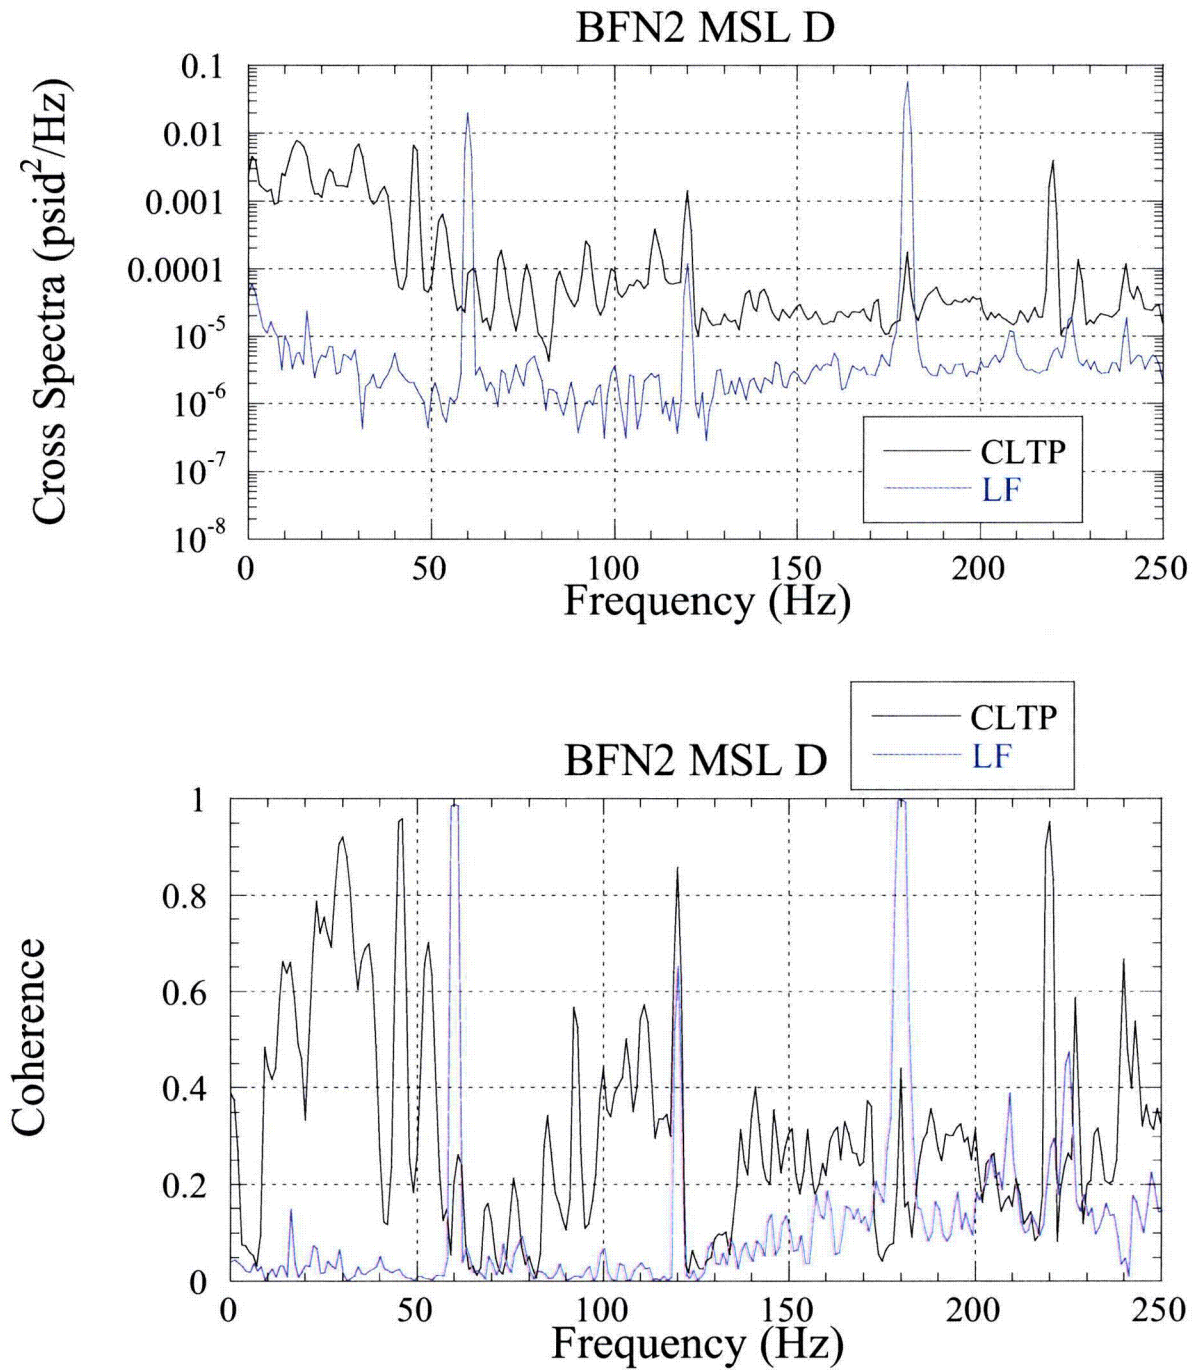 BFN2 MSL D
Cross Spectra (psid²/Hz)
0.1
0.01
0.001
0.0001
10⁻⁵
10⁻⁶
10⁻⁷
10⁻⁸
CLTP
LF
0 50 100 150 200 250
Frequency (Hz)
CLTP
LF
BFN2 MSL D
Coherence
1
0.8
0.6
0.4
0.2
0
0 50 100 150 200 250
Frequency (Hz)